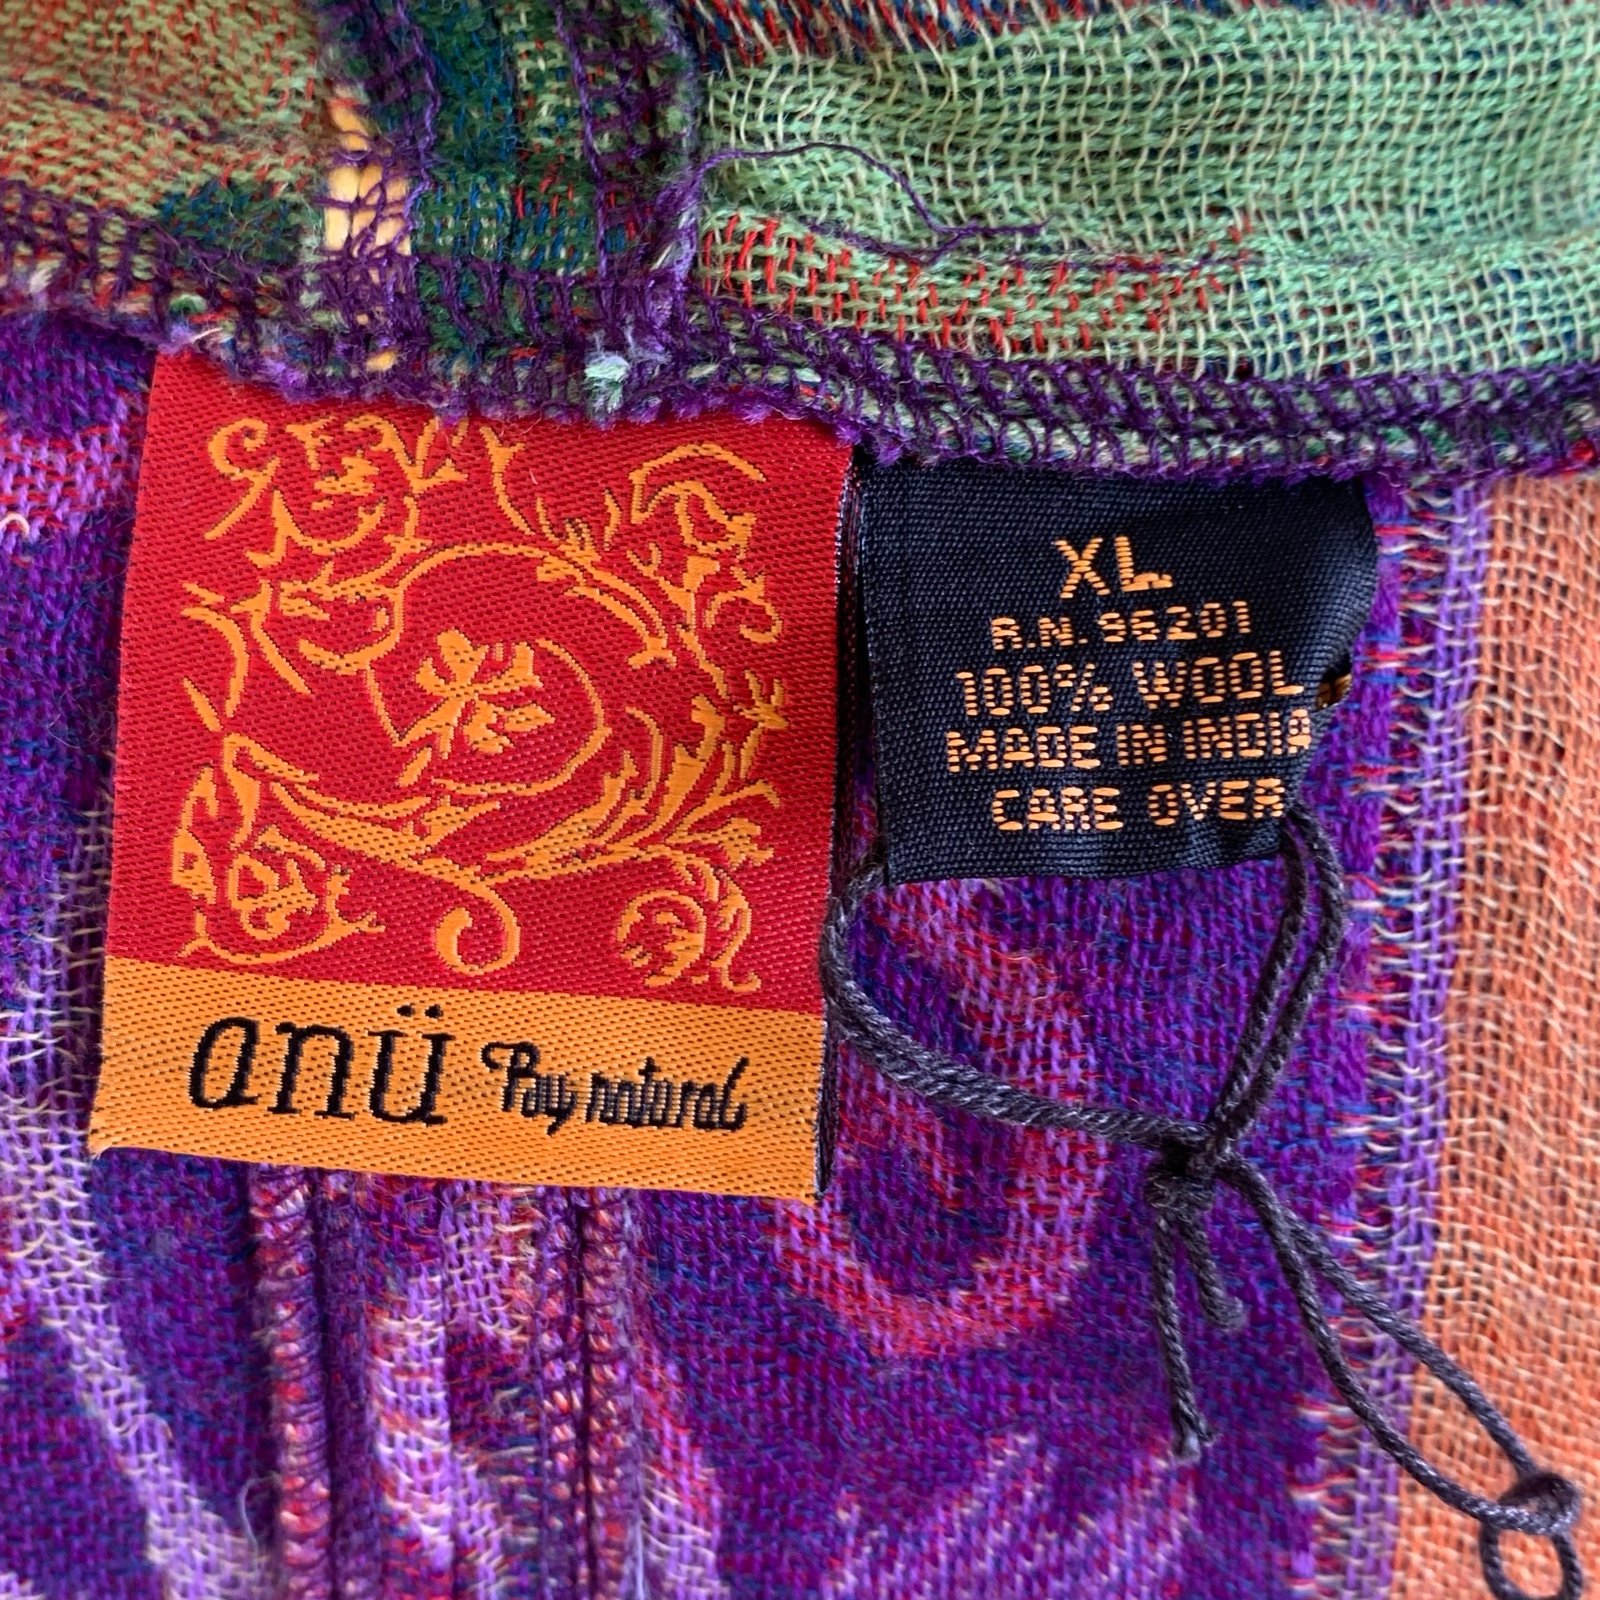 anü By natural
XL
R.N. 96201
100% WOOL
MADE IN INDIA
CARE OVER